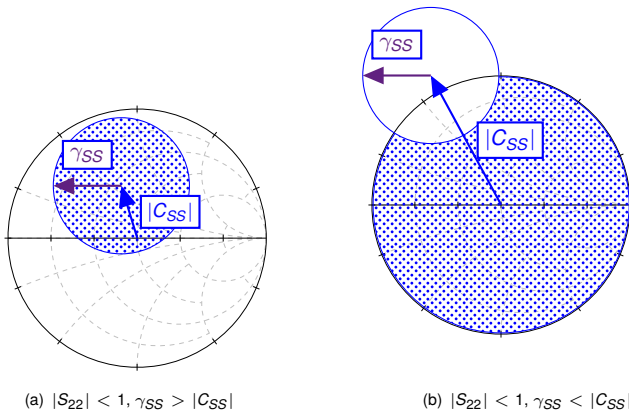 γSS
|CSS|
γSS
|CSS|
(a) |S22| < 1, γSS > |CSS|
(b) |S22| < 1, γSS < |CSS|